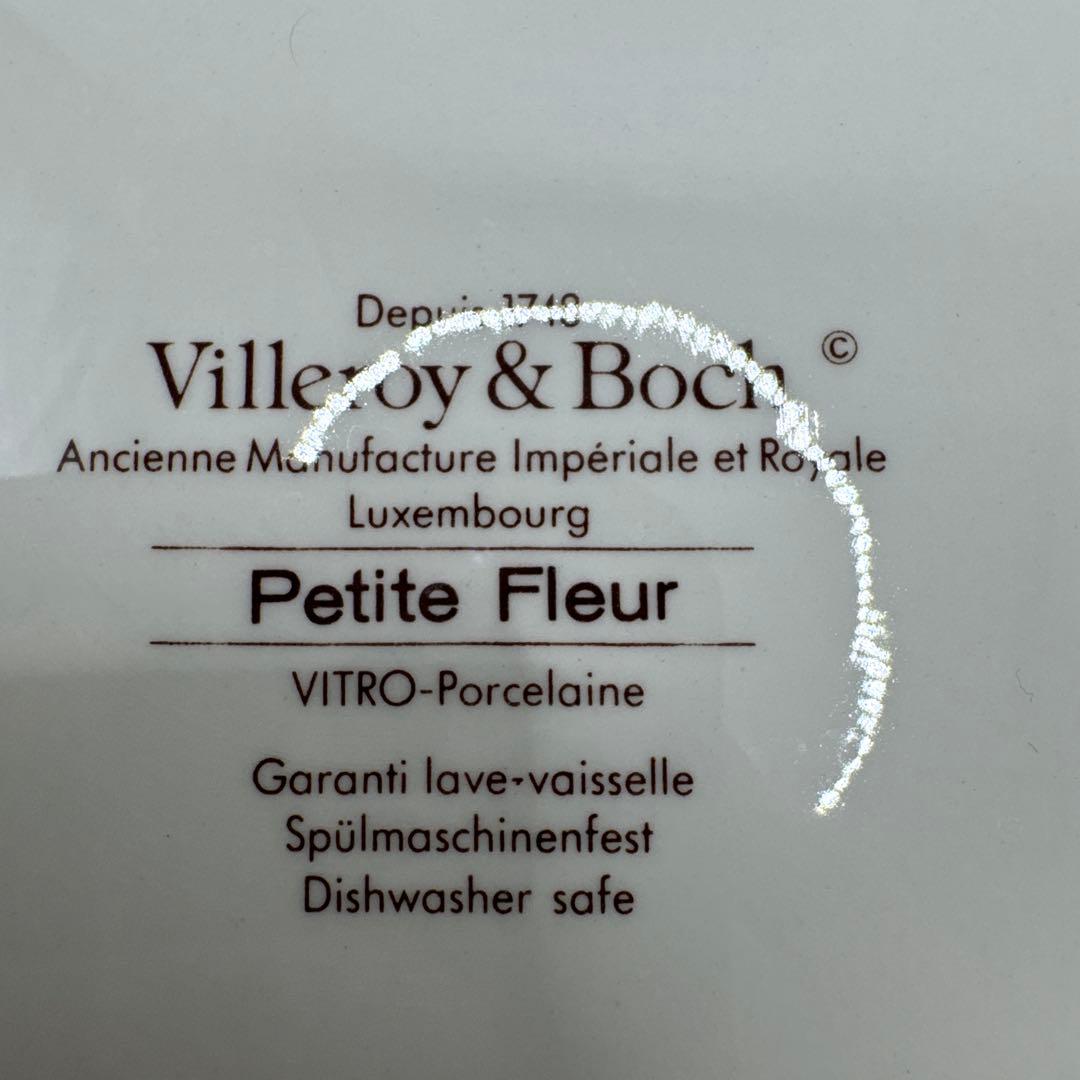 Depuis 1748
Villeroy & Boch ©
Ancienne Manufacture Impériale et Royale
Luxembourg
Petite Fleur
VITRO-Porcelaine
Garanti lave-vaisselle
Spülmaschinenfest
Dishwasher safe